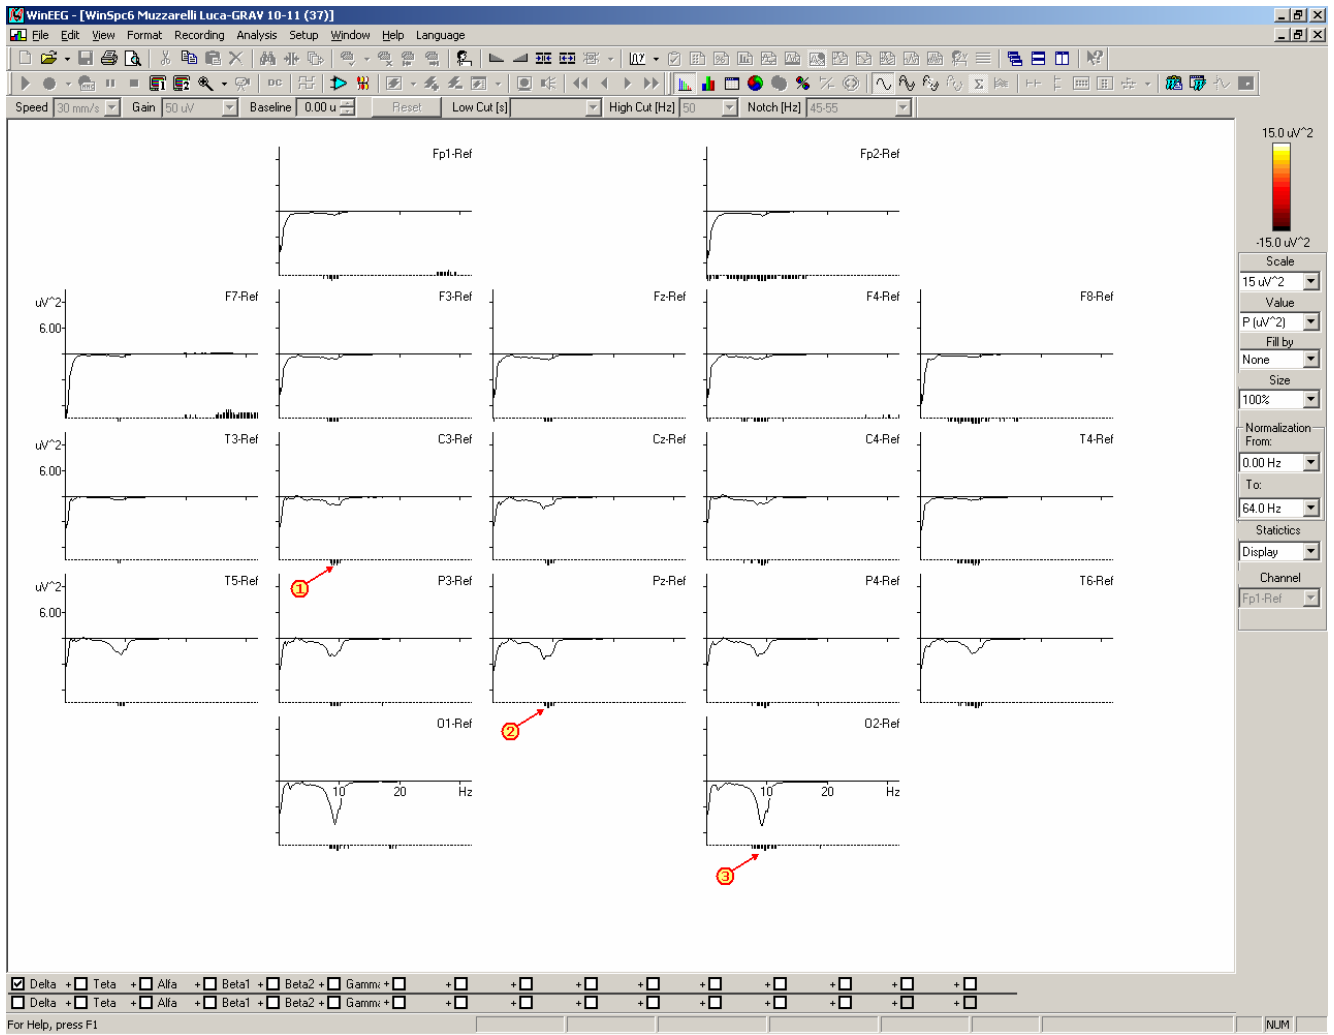 WinEEG - [WinSpc6 Muzzarelli Luca-GRAV 10-11 (37)]
File Edit View Format Recording Analysis Setup Window Help Language
Speed 30 mm/s Gain 50 uV Baseline 0.00 u Reset Low Cut [s] High Cut [Hz] 50 Notch [Hz] 45-55
15.0 uV^2
-15.0 uV^2
Scale
15 uV^2
Value
P (uV^2)
Fill by
None
Size
100%
Normalization
From:
0.00 Hz
To:
64.0 Hz
Statictics
Display
Channel
Fp1-Ref
Fp1-Ref Fp2-Ref
uV^2 F7-Ref F3-Ref Fz-Ref F4-Ref F8-Ref
6.00
uV^2 T3-Ref C3-Ref Cz-Ref C4-Ref T4-Ref
6.00
1
uV^2 T5-Ref P3-Ref Pz-Ref P4-Ref T6-Ref
6.00
2
O1-Ref O2-Ref
10 20 Hz 10 20 Hz
3
Delta + Teta + Alfa + Beta1 + Beta2 + Gamma + + + + + + + + + +
Delta + Teta + Alfa + Beta1 + Beta2 + Gamma + + + + + + + + + +
For Help, press F1 NUM